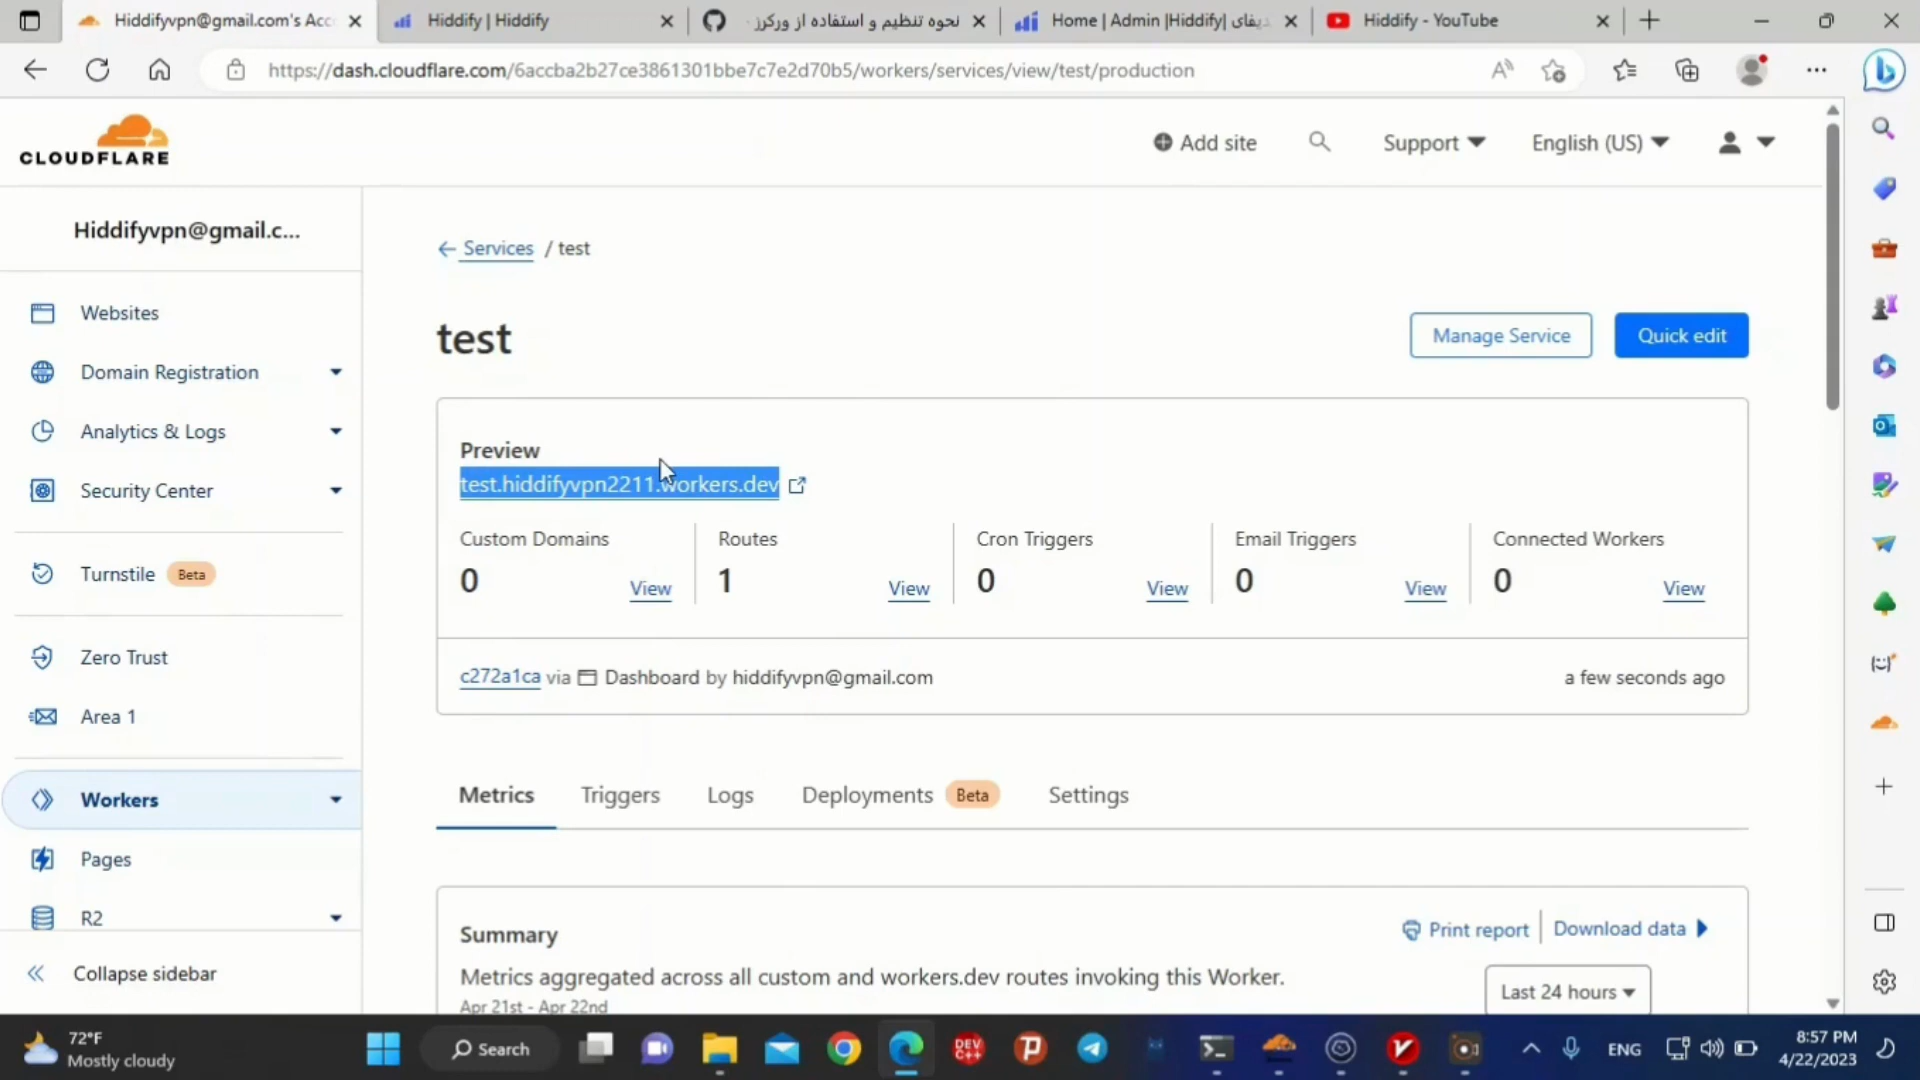 Hiddifyvpn@gmail.com's Acc
Hiddify | Hiddify
نحوه تنظیم و استفاده از ورکرز
Home | Admin |Hiddify| دیفای
Hiddify - YouTube
https://dash.cloudflare.com/6accba2b27ce3861301bbe7c7e2d70b5/workers/services/view/test/production
CLOUDFLARE
Add site
Support
English (US)
Hiddifyvpn@gmail.c...
Websites
Domain Registration
Analytics & Logs
Security Center
Turnstile Beta
Zero Trust
Area 1
Workers
Pages
R2
Collapse sidebar
← Services / test
test
Manage Service
Quick edit
Preview
test.hiddifyvpn2211.workers.dev
Custom Domains
0 View
Routes
1 View
Cron Triggers
0 View
Email Triggers
0 View
Connected Workers
0 View
c272a1ca via Dashboard by hiddifyvpn@gmail.com
a few seconds ago
Metrics Triggers Logs Deployments Beta Settings
Summary
Print report
Download data
Metrics aggregated across all custom and workers.dev routes invoking this Worker.
Apr 21st - Apr 22nd
Last 24 hours
72°F
Mostly cloudy
Search
DEV
C++
ENG
8:57 PM
4/22/2023